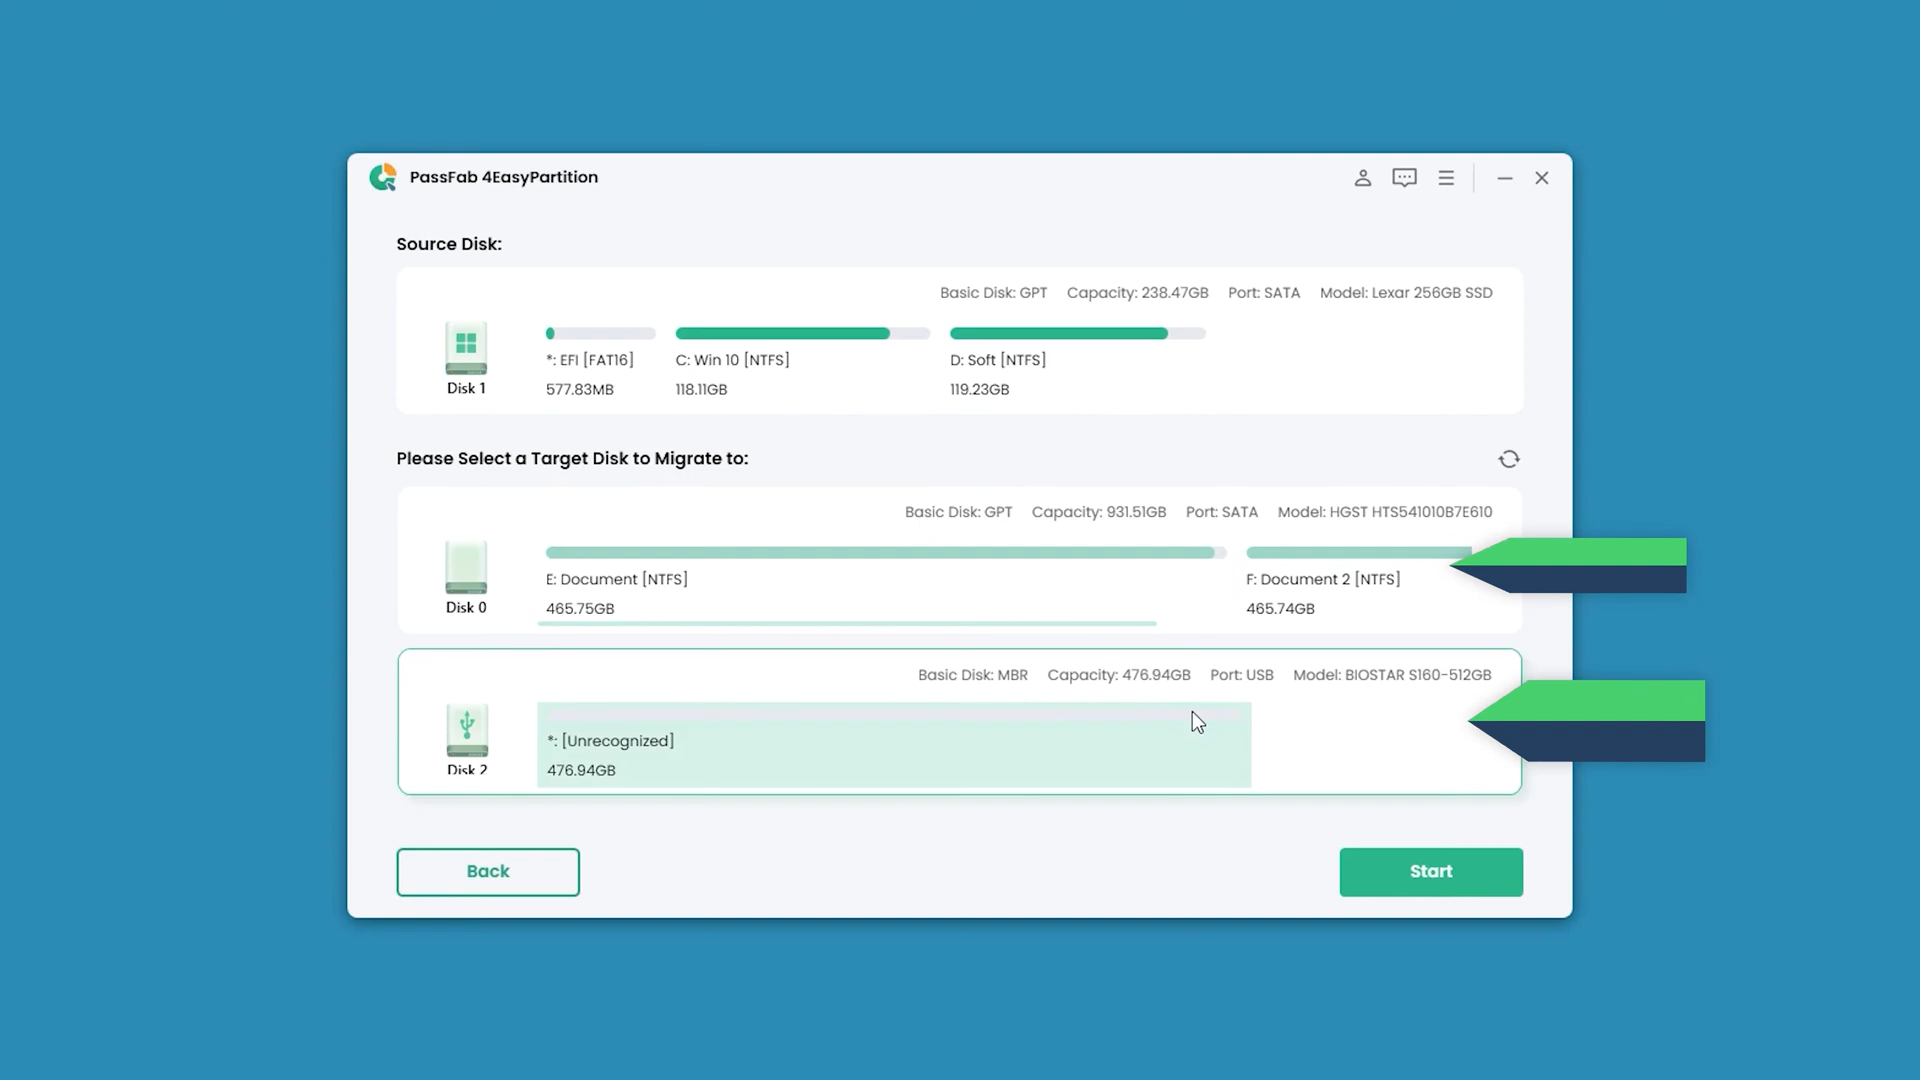 PassFab 4EasyPartition
Source Disk:
Basic Disk: GPT Capacity: 238.47GB Port: SATA Model: Lexar 256GB SSD
*: EFI [FAT16] C: Win 10 [NTFS] D: Soft [NTFS]
Disk 1 577.83MB 118.11GB 119.23GB
Please Select a Target Disk to Migrate to:
Basic Disk: GPT Capacity: 931.51GB Port: SATA Model: HGST HTS541010B7E610
E: Document [NTFS] F: Document 2 [NTFS]
Disk 0 465.75GB 465.74GB
Basic Disk: MBR Capacity: 476.94GB Port: USB Model: BIOSTAR S160-512GB
*: [Unrecognized]
Disk 2 476.94GB
Back Start